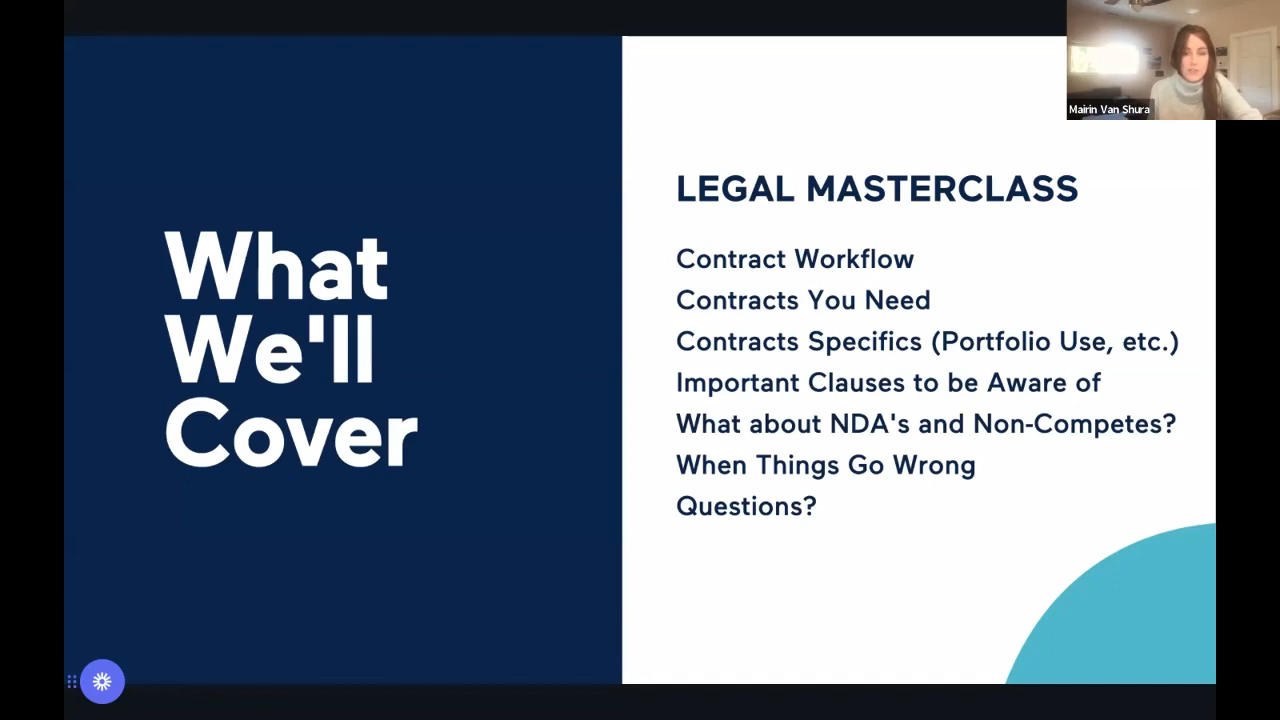 What
We'll
Cover
LEGAL MASTERCLASS
Contract Workflow
Contracts You Need
Contracts Specifics (Portfolio Use, etc.)
Important Clauses to be Aware of
What about NDA's and Non-Competes?
When Things Go Wrong
Questions?
Mairin Van Shura